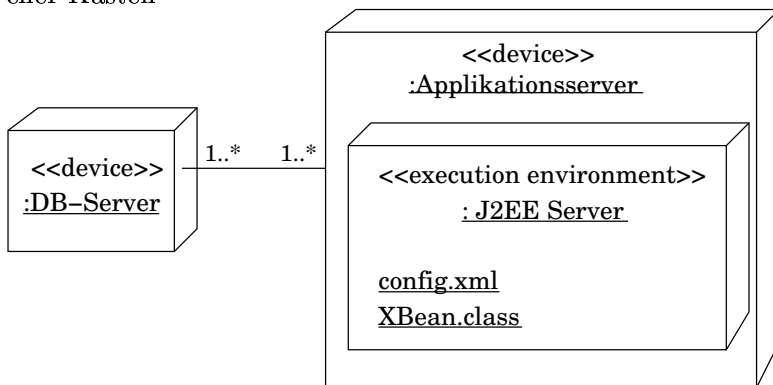 <<device>>
:Applikationsserver
<<device>>
:DB–Server
1..* 1..*
<<execution environment>>
: J2EE Server
config.xml
XBean.class